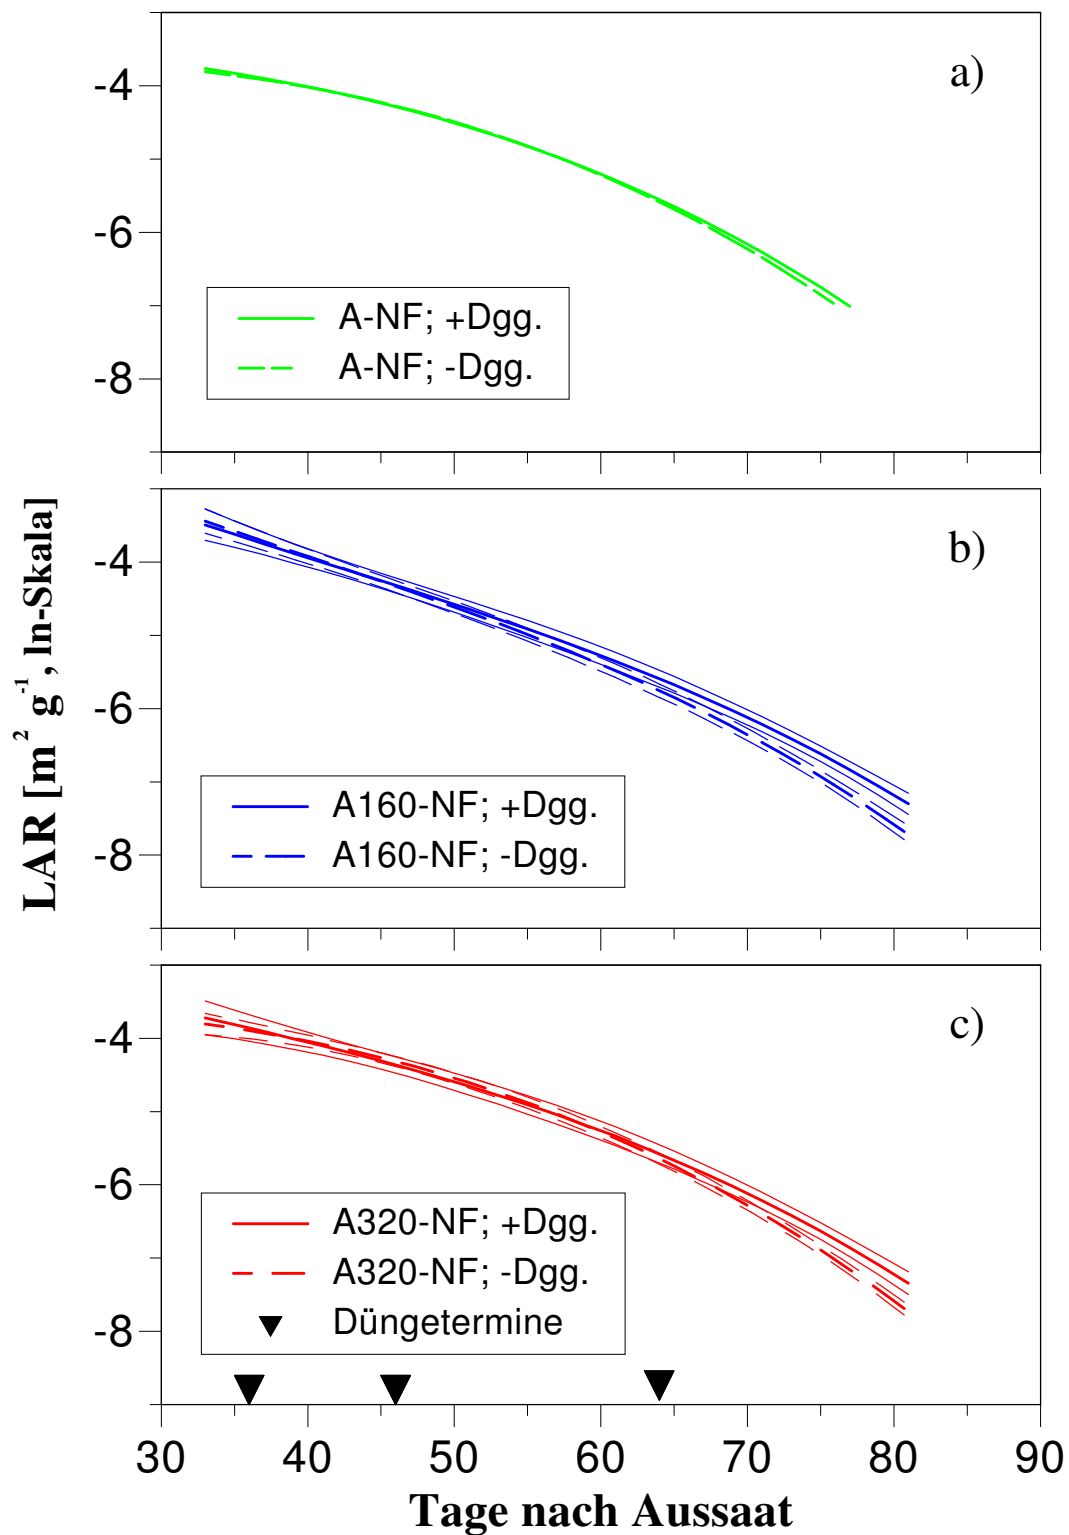 a)
-4
-6
-8
A-NF; +Dgg.
A-NF; -Dgg.
LAR [m² g⁻¹, ln-Skala]
b)
-4
-6
-8
A160-NF; +Dgg.
A160-NF; -Dgg.
c)
-4
-6
-8
A320-NF; +Dgg.
A320-NF; -Dgg.
Düngetermine
30 40 50 60 70 80 90
Tage nach Aussaat